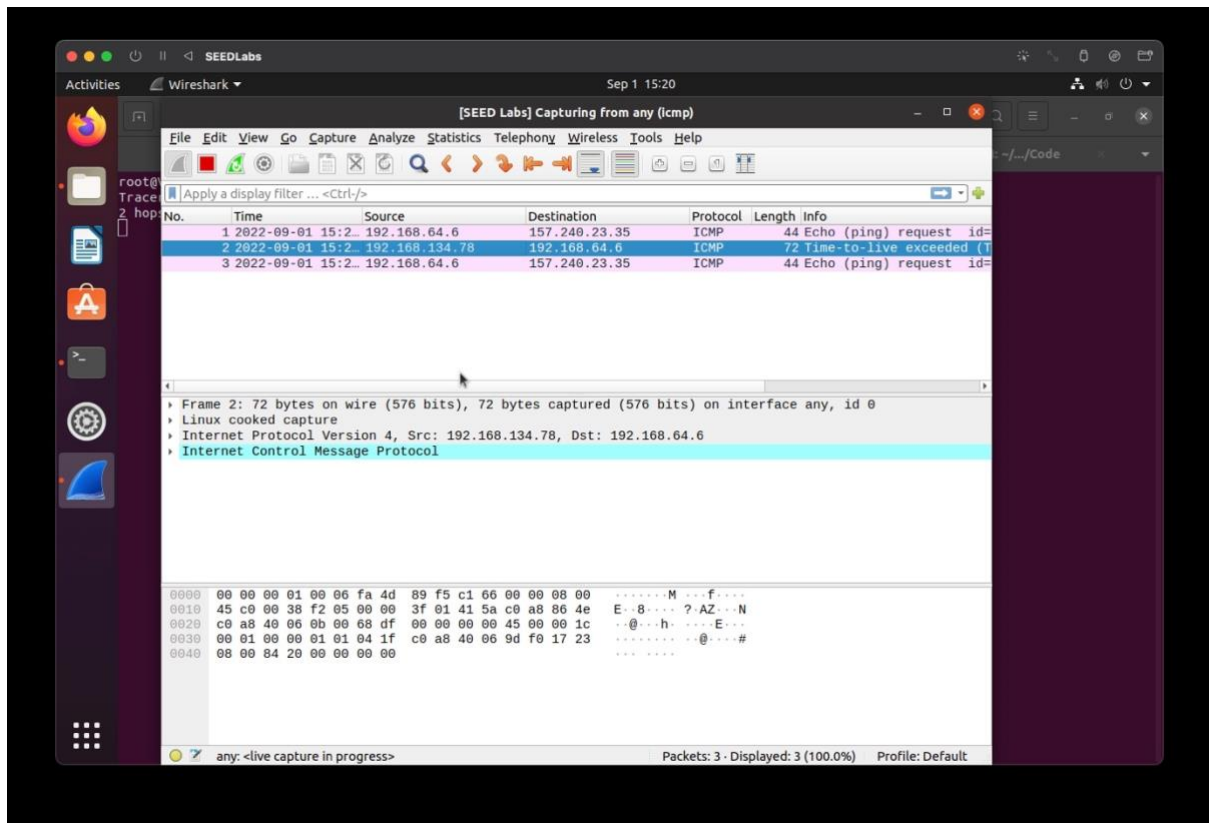 SEEDLabs
Activities Wireshark Sep 1 15:20
[SEED Labs] Capturing from any (icmp)
File Edit View Go Capture Analyze Statistics Telephony Wireless Tools Help
: ~/.../Code
root@
Apply a display filter ... <Ctrl-/>
Trace
2 hop
No. Time Source Destination Protocol Length Info
1 2022-09-01 15:2… 192.168.64.6 157.240.23.35 ICMP 44 Echo (ping) request id=
2 2022-09-01 15:2… 192.168.134.78 192.168.64.6 ICMP 72 Time-to-live exceeded (T
3 2022-09-01 15:2… 192.168.64.6 157.240.23.35 ICMP 44 Echo (ping) request id=
Frame 2: 72 bytes on wire (576 bits), 72 bytes captured (576 bits) on interface any, id 0
Linux cooked capture
Internet Protocol Version 4, Src: 192.168.134.78, Dst: 192.168.64.6
Internet Control Message Protocol
0000 00 00 00 01 00 06 fa 4d 89 f5 c1 66 00 00 08 00 ·······M ···f····
0010 45 c0 00 38 f2 05 00 00 3f 01 41 5a c0 a8 86 4e E··8···· ?·AZ···N
0020 c0 a8 40 06 0b 00 68 df 00 00 00 00 45 00 00 1c ··@···h· ····E···
0030 00 01 00 00 01 01 04 1f c0 a8 40 06 9d f0 17 23 ········ ··@····#
0040 08 00 84 20 00 00 00 00 ··· ····
any: <live capture in progress> Packets: 3 · Displayed: 3 (100.0%) Profile: Default